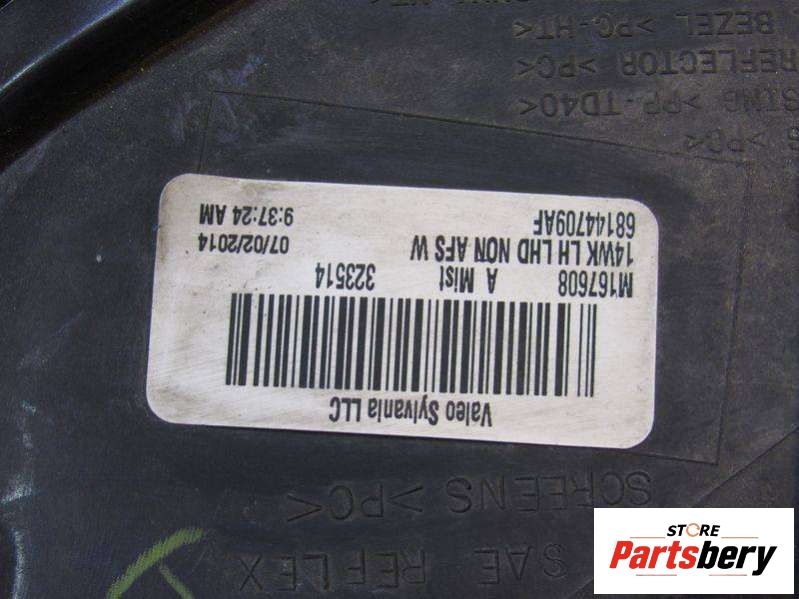 SAE REFLEX
SCREENS >PC<
Valeo Sylvania LLC
M167608 A Mist 323514
14WK LH LHD NON AFS W 07/02/2014
68144709AF 9:37:24 AM
>PC<
>PP-TD40<
REFLECTOR >PC<
BEZEL >PC-HT<
STORE
Partsbery